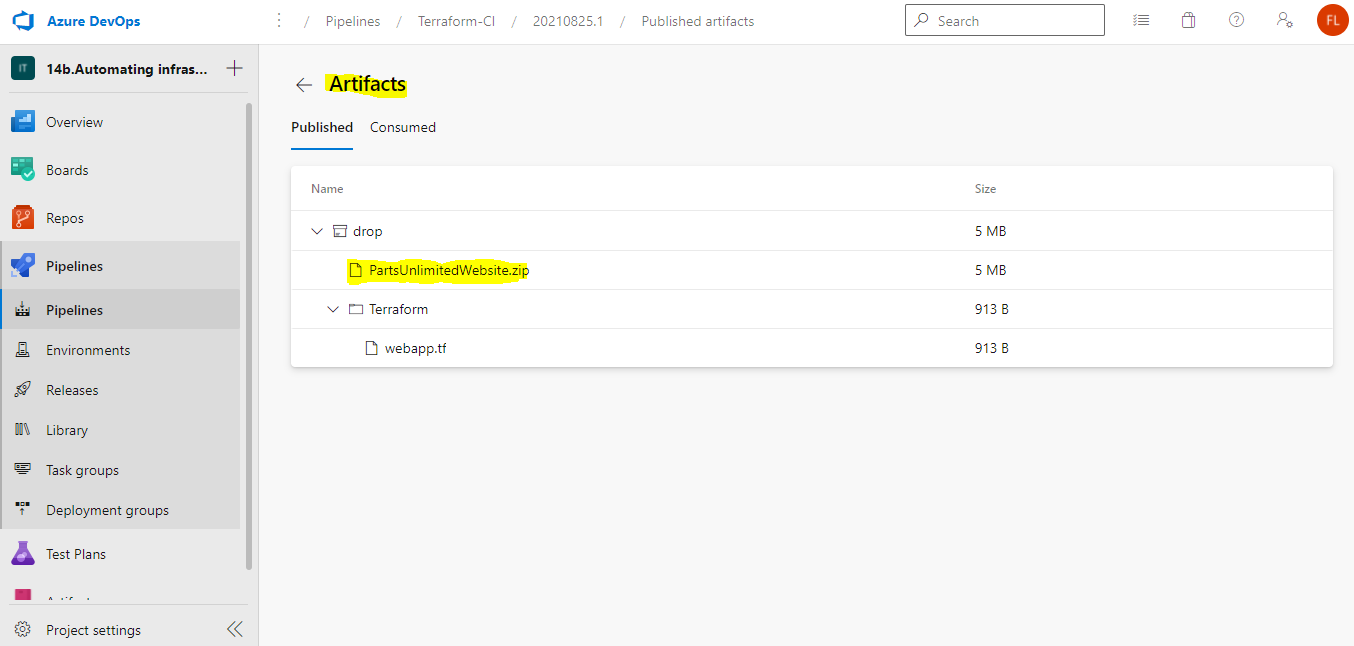 Azure DevOps
/ Pipelines / Terraform-CI / 20210825.1 / Published artifacts
Search
FL
IT
14b.Automating infras...
Overview
Boards
Repos
Pipelines
Pipelines
Environments
Releases
Library
Task groups
Deployment groups
Test Plans
Artifacts
Project settings
Artifacts
Published Consumed
Name Size
drop 5 MB
PartsUnlimitedWebsite.zip 5 MB
Terraform 913 B
webapp.tf 913 B